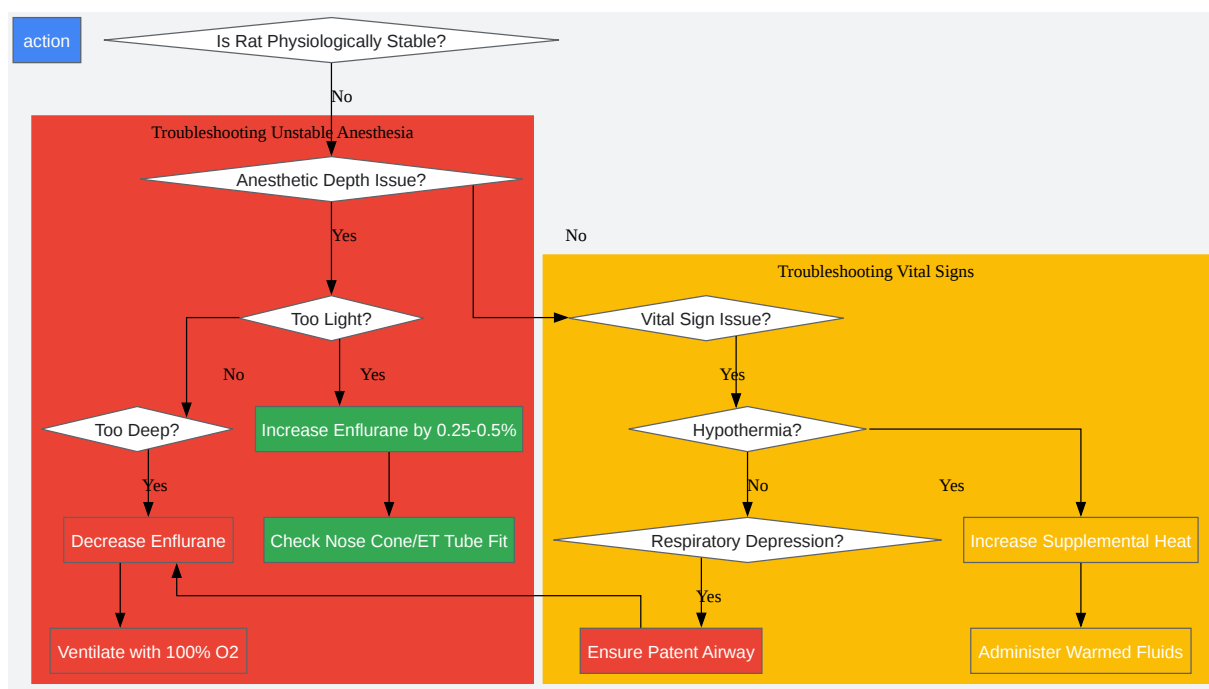 action
Is Rat Physiologically Stable?
No
Troubleshooting Unstable Anesthesia
Anesthetic Depth Issue?
Yes
No
Troubleshooting Vital Signs
Too Light?
Vital Sign Issue?
No
Yes
Yes
Too Deep?
Increase Enflurane by 0.25-0.5%
Hypothermia?
Yes
No
Yes
Decrease Enflurane
Check Nose Cone/ET Tube Fit
Respiratory Depression?
Increase Supplemental Heat
Yes
Ventilate with 100% O2
Ensure Patent Airway
Administer Warmed Fluids